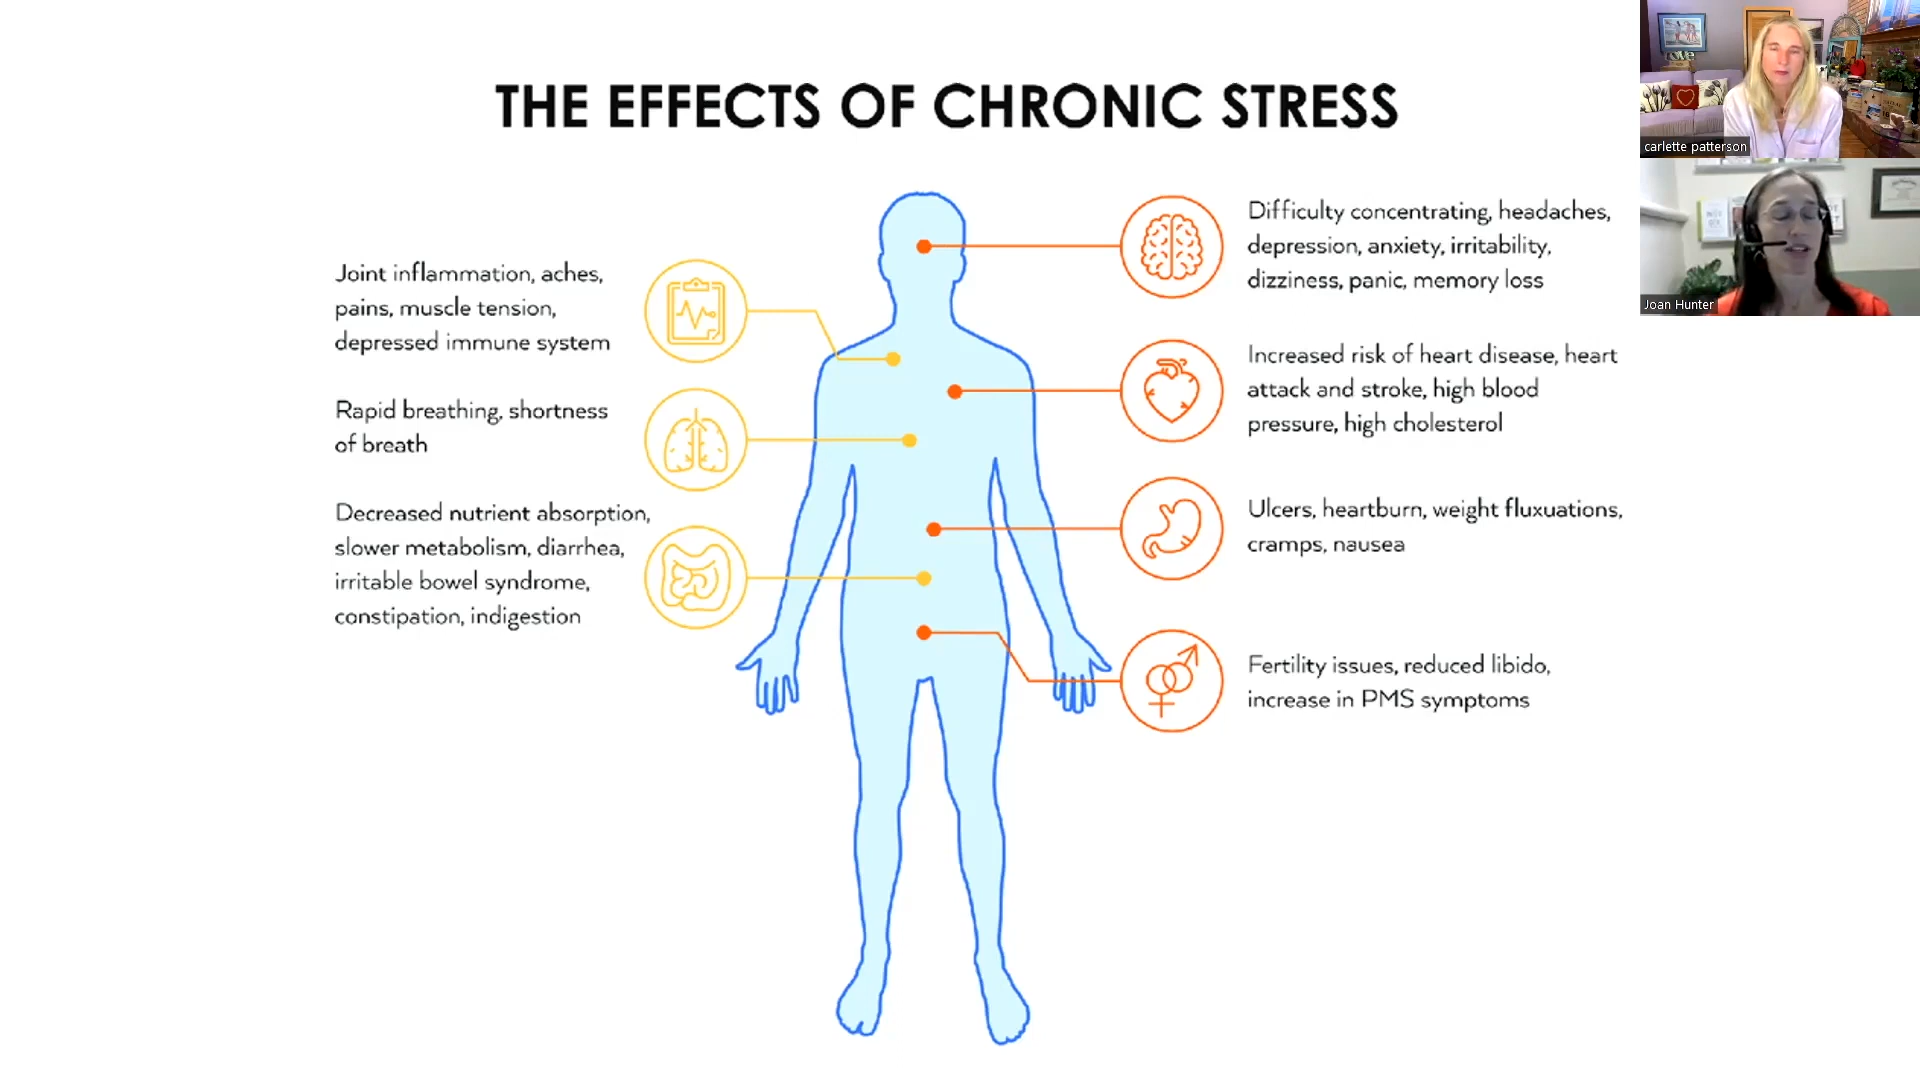 THE EFFECTS OF CHRONIC STRESS
Joint inflammation, aches,
pains, muscle tension,
depressed immune system
Rapid breathing, shortness
of breath
Decreased nutrient absorption,
slower metabolism, diarrhea,
irritable bowel syndrome,
constipation, indigestion
Difficulty concentrating, headaches,
depression, anxiety, irritability,
dizziness, panic, memory loss
Increased risk of heart disease, heart
attack and stroke, high blood
pressure, high cholesterol
Ulcers, heartburn, weight fluxuations,
cramps, nausea
Fertility issues, reduced libido,
increase in PMS symptoms
love
carlette patterson
Joan Hunter